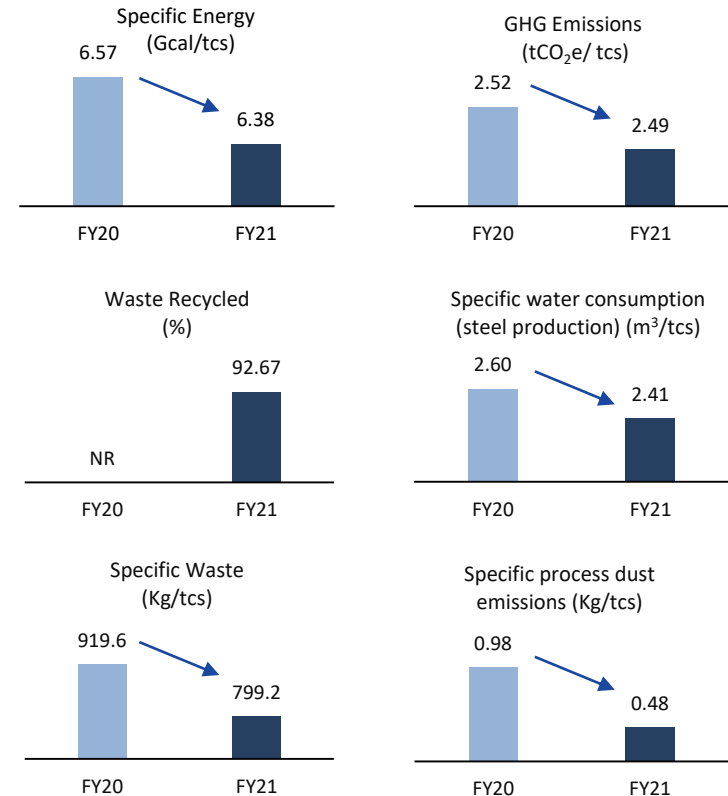 Specific Energy
(Gcal/tcs)
6.57
6.38
FY20
FY21
GHG Emissions
(tCO₂e/ tcs)
2.52
2.49
FY20
FY21
Waste Recycled
(%)
NR
92.67
FY20
FY21
Specific water consumption
(steel production) (m³/tcs)
2.60
2.41
FY20
FY21
Specific Waste
(Kg/tcs)
919.6
799.2
FY20
FY21
Specific process dust
emissions (Kg/tcs)
0.98
0.48
FY20
FY21